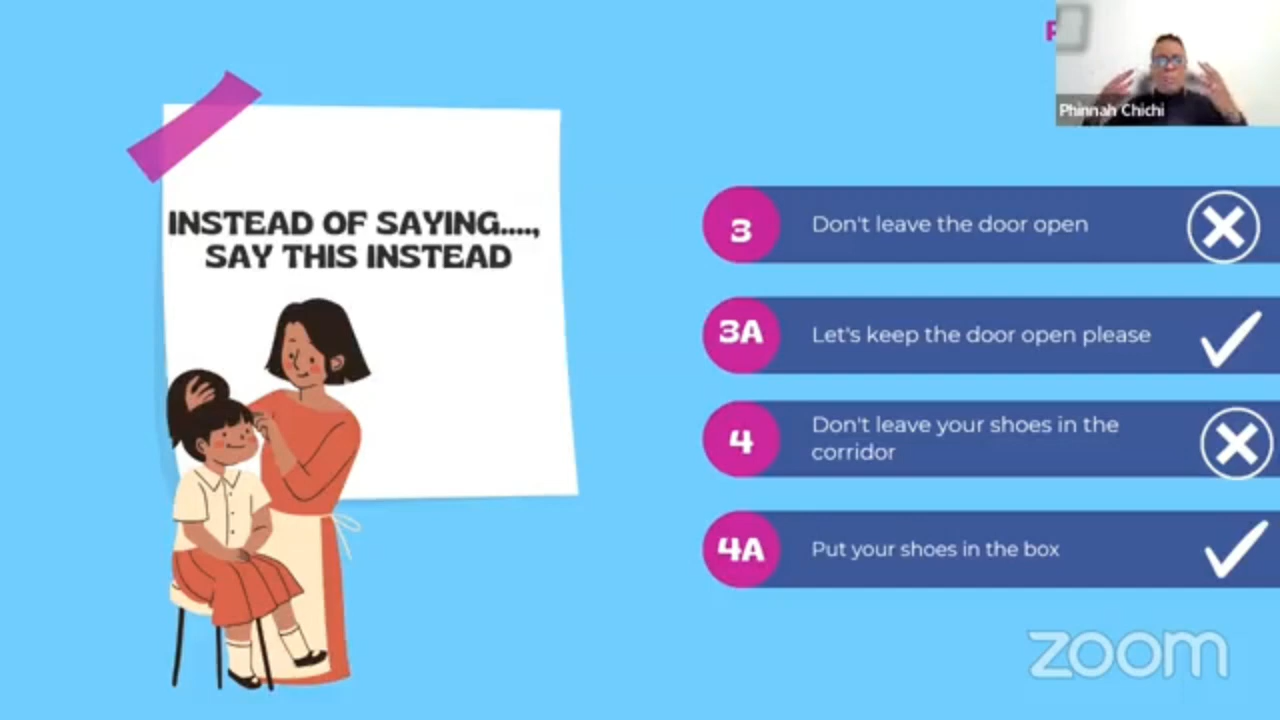 Phinnah Chichi
INSTEAD OF SAYING....,
SAY THIS INSTEAD
3
Don't leave the door open
3A
Let's keep the door open please
4
Don't leave your shoes in the
corridor
4A
Put your shoes in the box
zoom